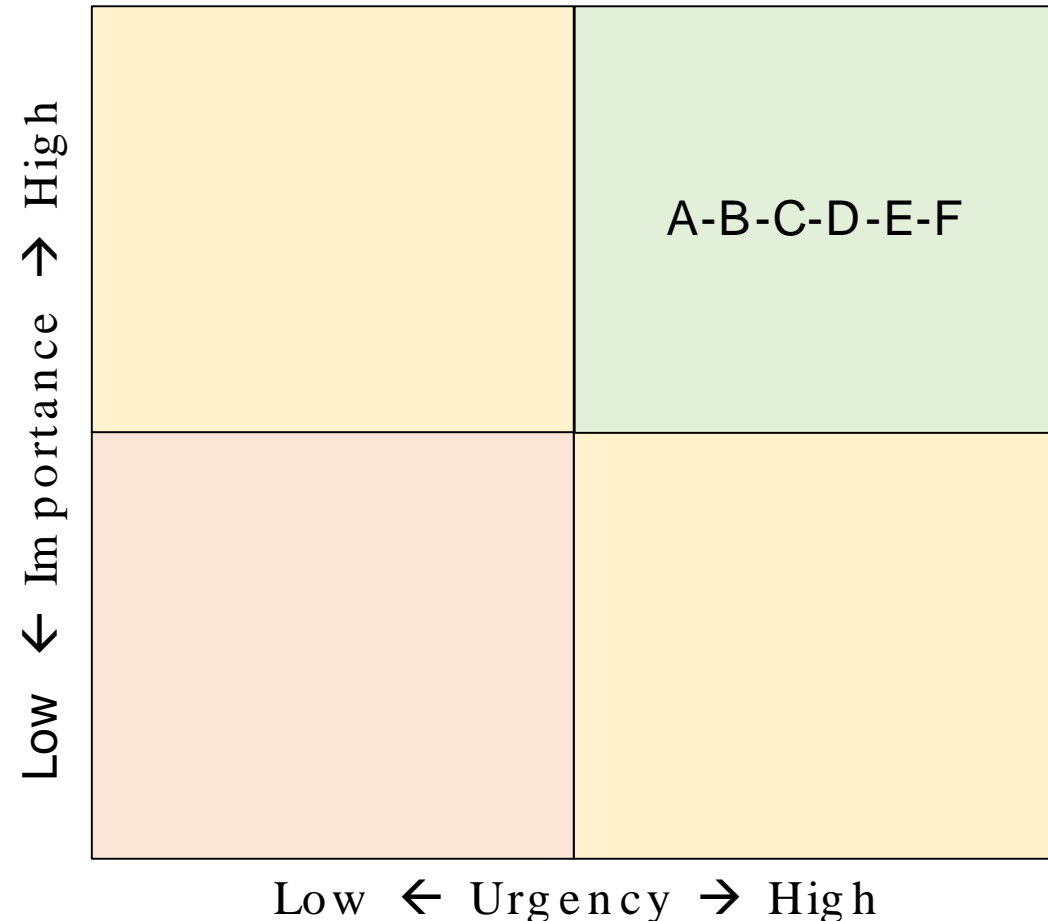 Low ← Importance → High
A-B-C-D-E-F
Low ← Urgency → High